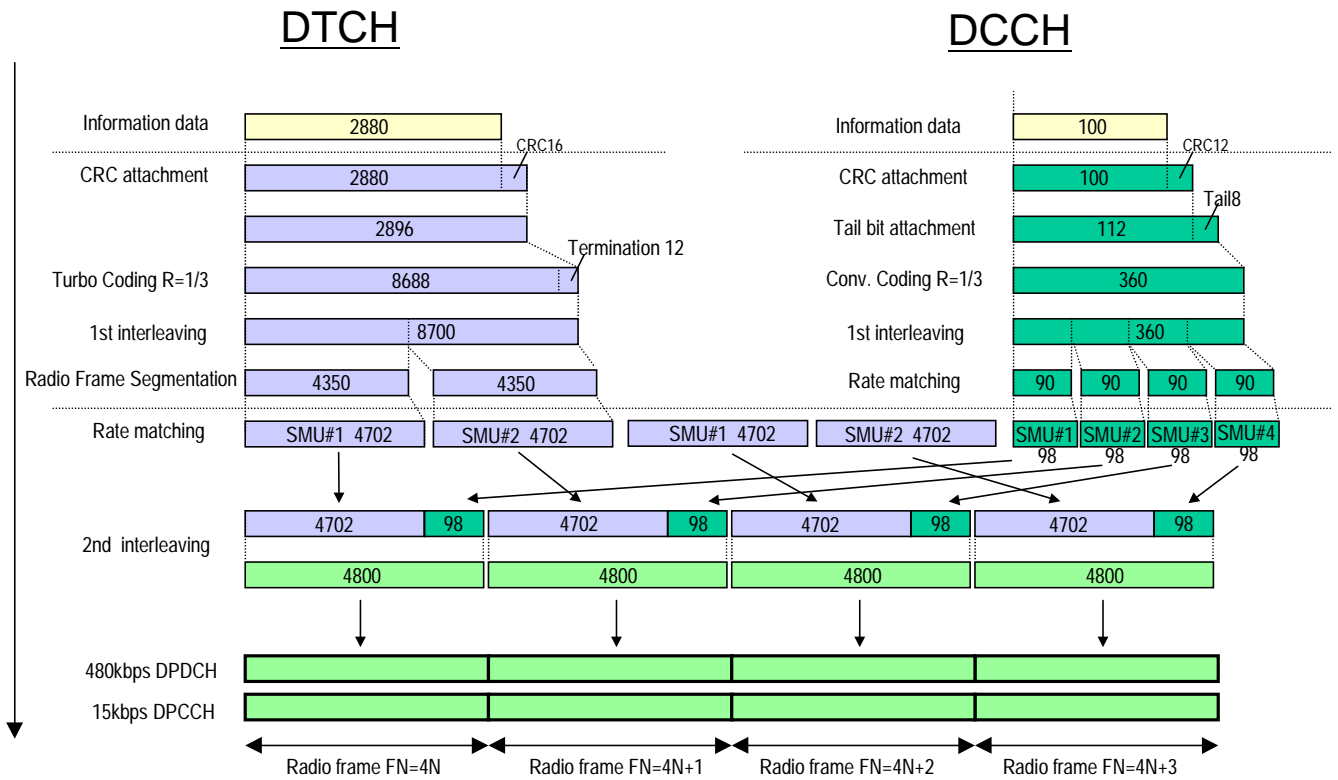 DTCH DCCH
Information data 2880 Information data 100
CRC16 CRC12
CRC attachment 2880 CRC attachment 100
Tail8
2896 Tail bit attachment 112
Termination 12
Turbo Coding R=1/3 8688 Conv. Coding R=1/3 360
1st interleaving 8700 1st interleaving 360
Radio Frame Segmentation 4350 4350 Rate matching 90 90 90 90
Rate matching SMU#1 4702 SMU#2 4702 SMU#1 4702 SMU#2 4702 SMU#1 SMU#2 SMU#3 SMU#4
98 98 98 98
4702 98 4702 98 4702 98 4702 98
2nd interleaving
4800 4800 4800 4800
480kbps DPDCH
15kbps DPCCH
Radio frame FN=4N Radio frame FN=4N+1 Radio frame FN=4N+2 Radio frame FN=4N+3